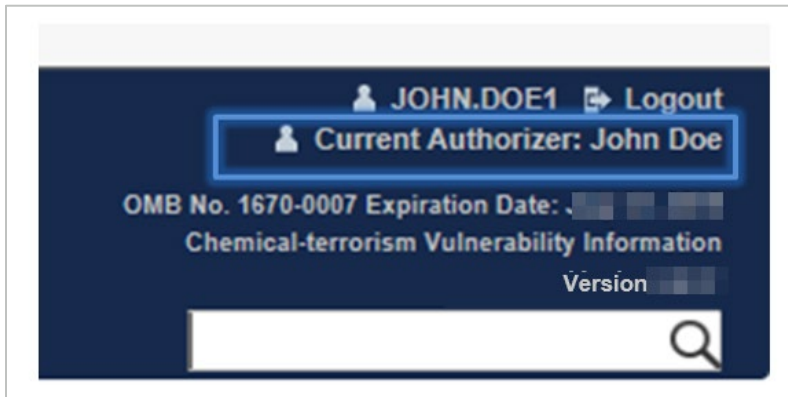 JOHN.DOE1 Logout
Current Authorizer: John Doe
OMB No. 1670-0007 Expiration Date:
Chemical-terrorism Vulnerability Information
Version